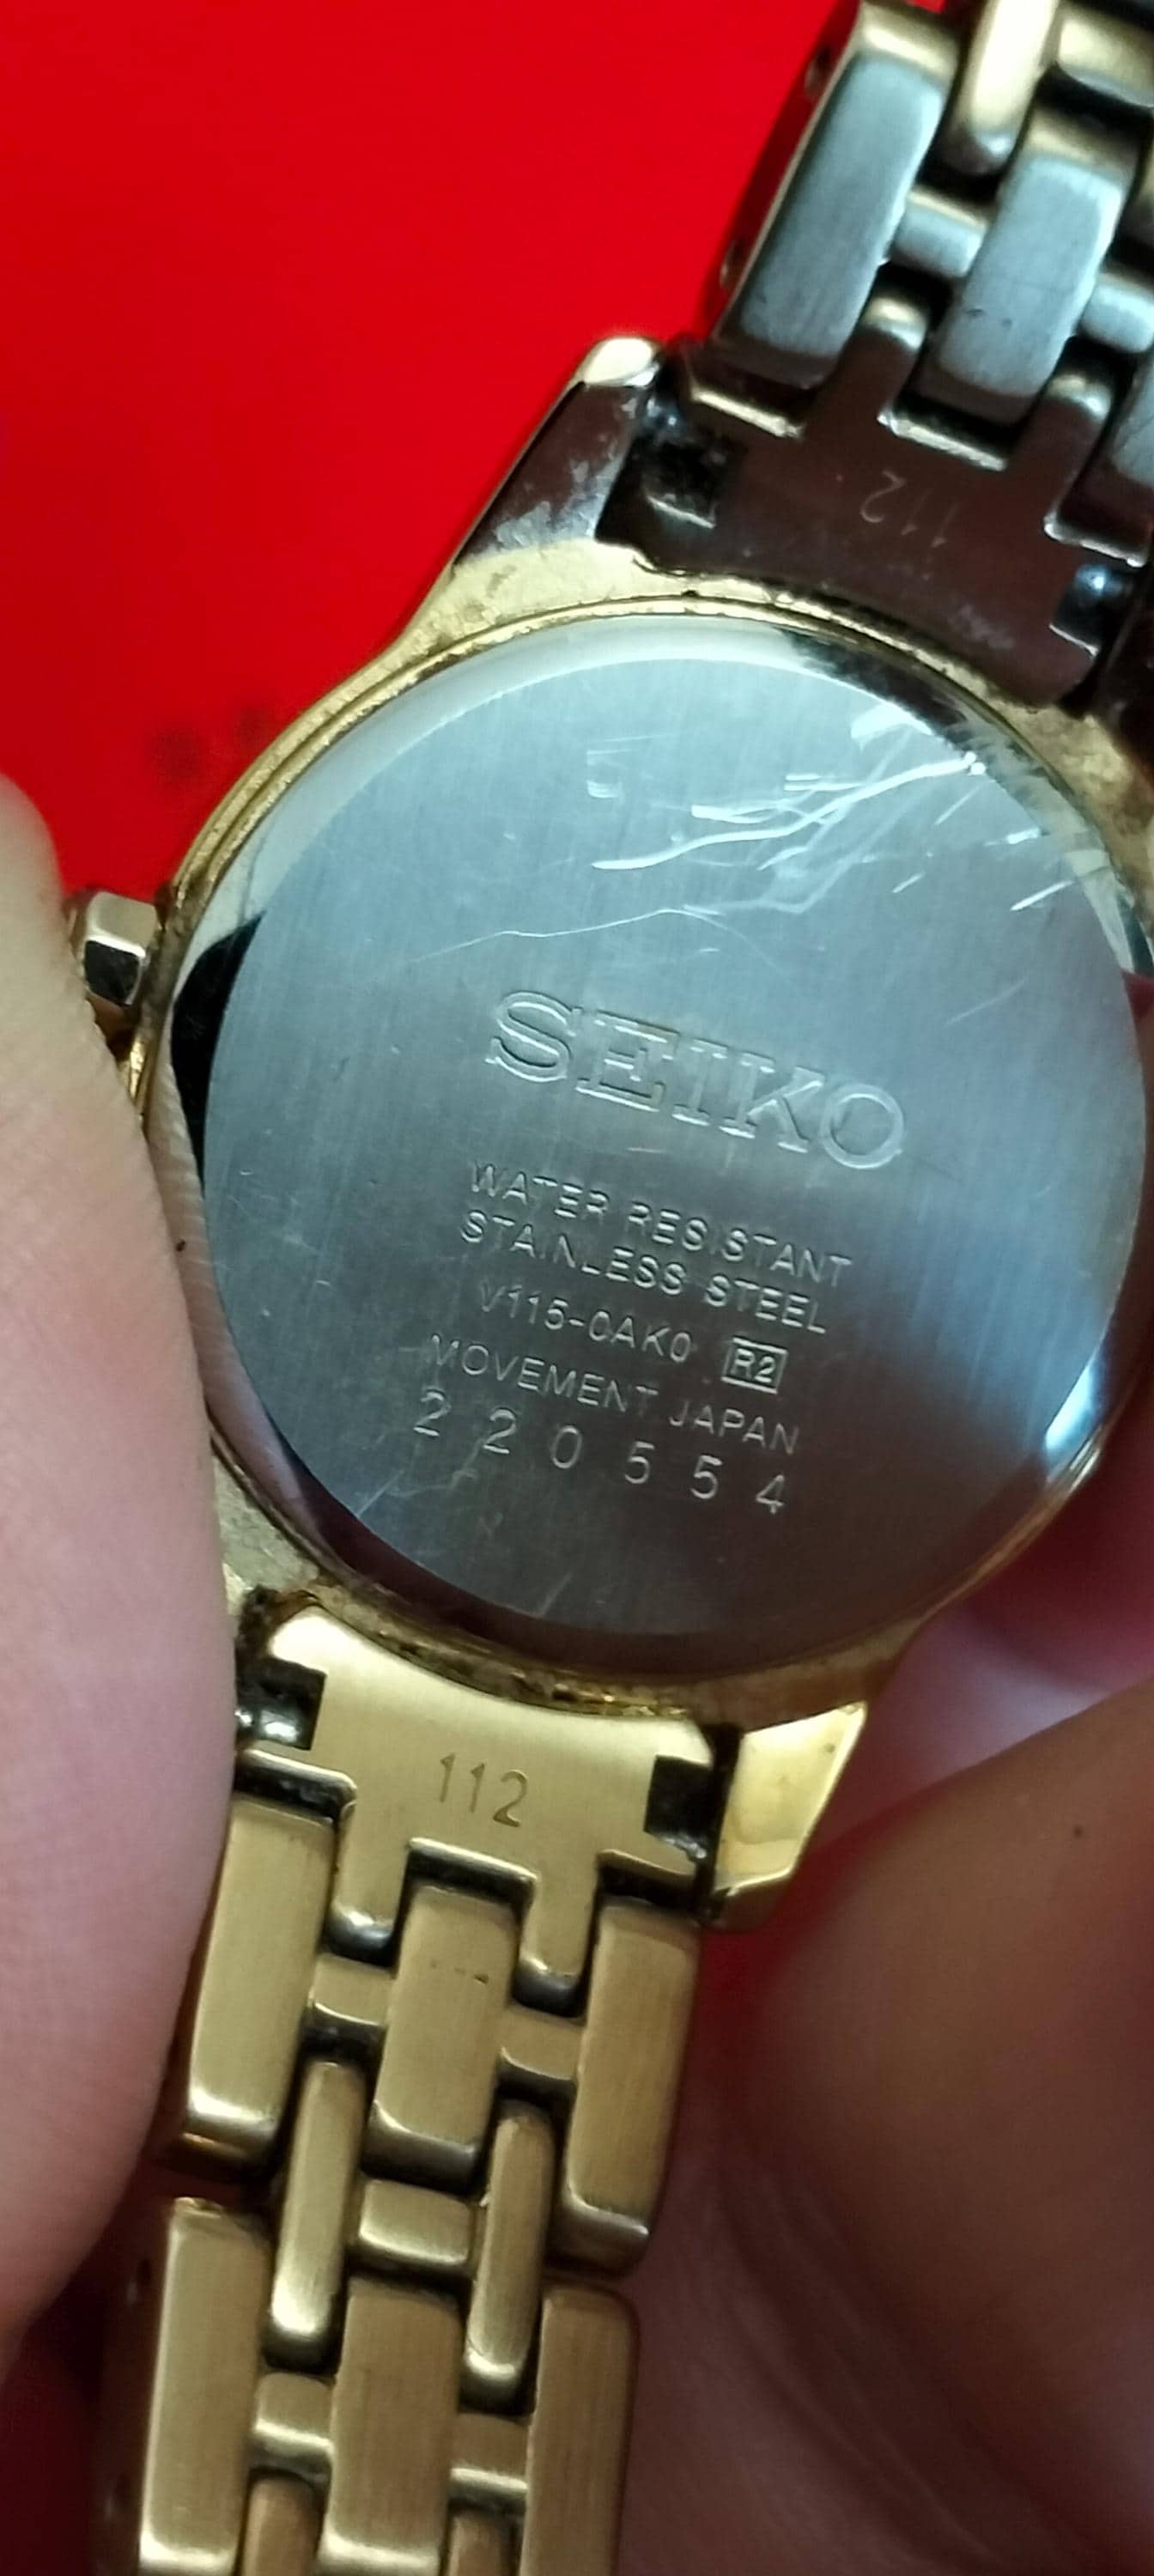 112
SEIKO
WATER RESISTANT
STAINLESS STEEL
V115-0AK0 R2
MOVEMENT JAPAN
220554
112